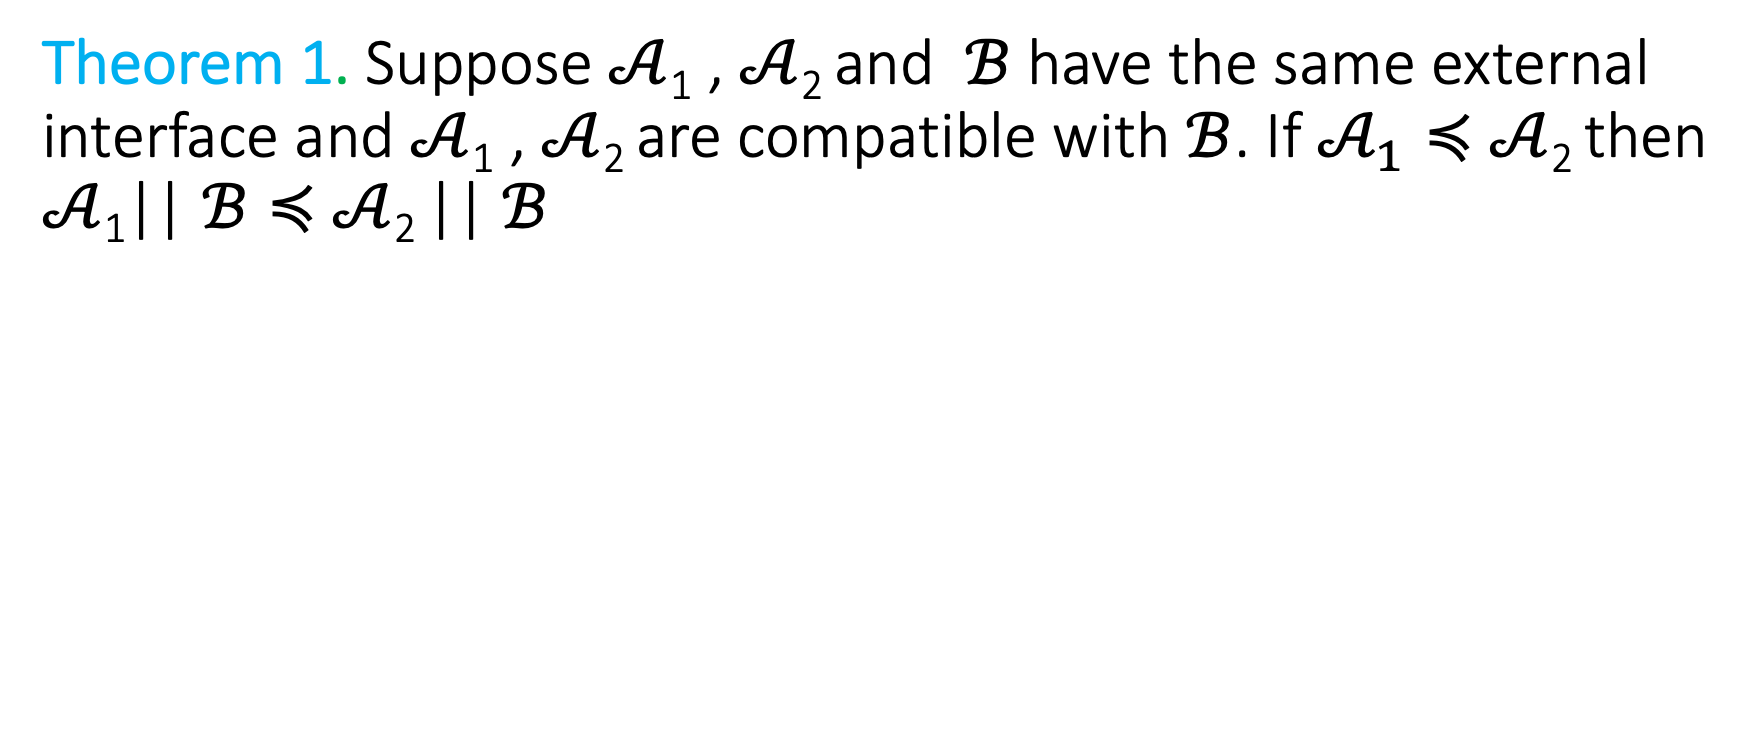 Theorem 1. Suppose 𝓐₁ , 𝓐₂ and 𝓑 have the same external
interface and 𝓐₁ , 𝓐₂ are compatible with 𝓑. If 𝓐₁ ≼ 𝓐₂ then
𝓐₁|| 𝓑 ≼ 𝓐₂ || 𝓑